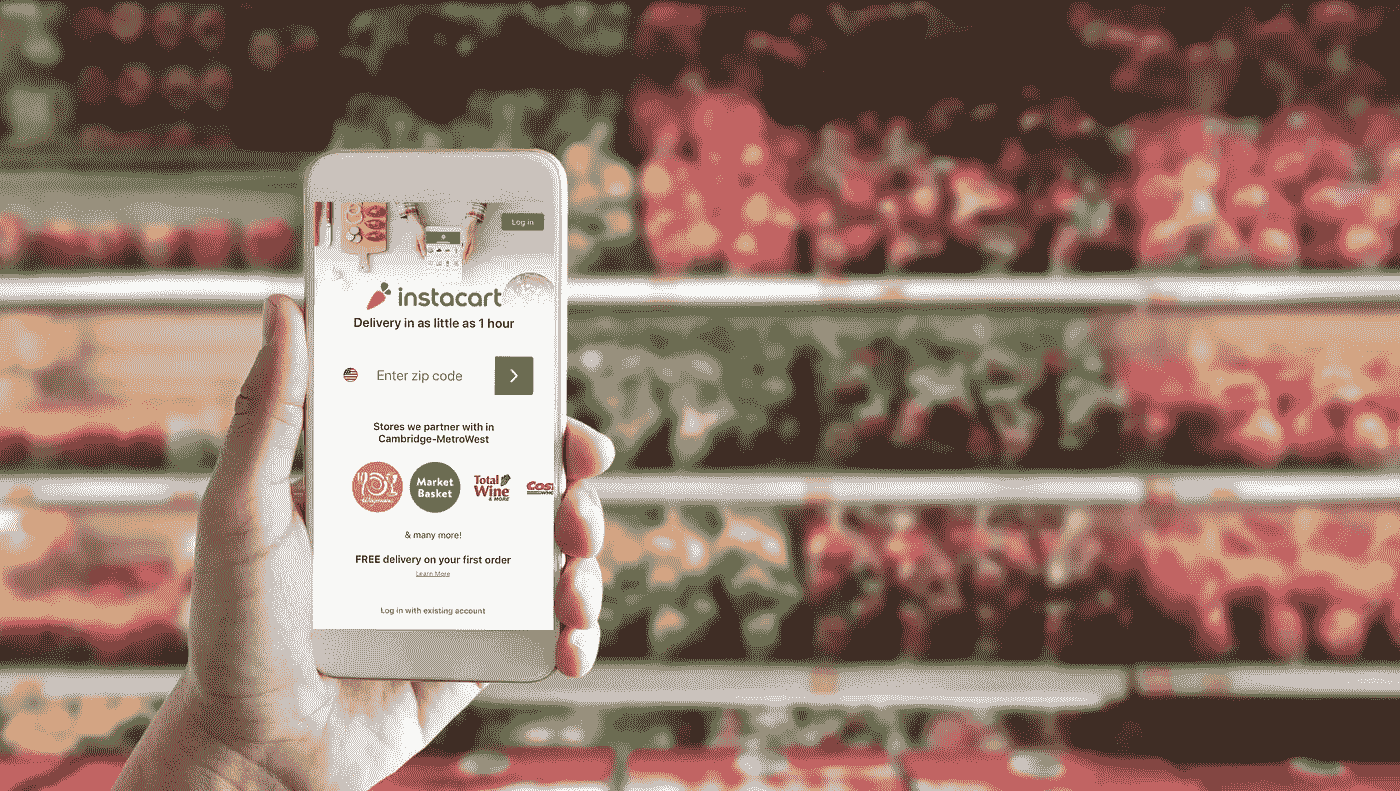 Log in
instacart
Delivery in as little as 1 hour
Enter zip code
Stores we partner with in
Cambridge-MetroWest
Wegmans
Market
Basket
Total
Wine
& MORE
& many more!
FREE delivery on your first order
Learn More
Log in with existing account